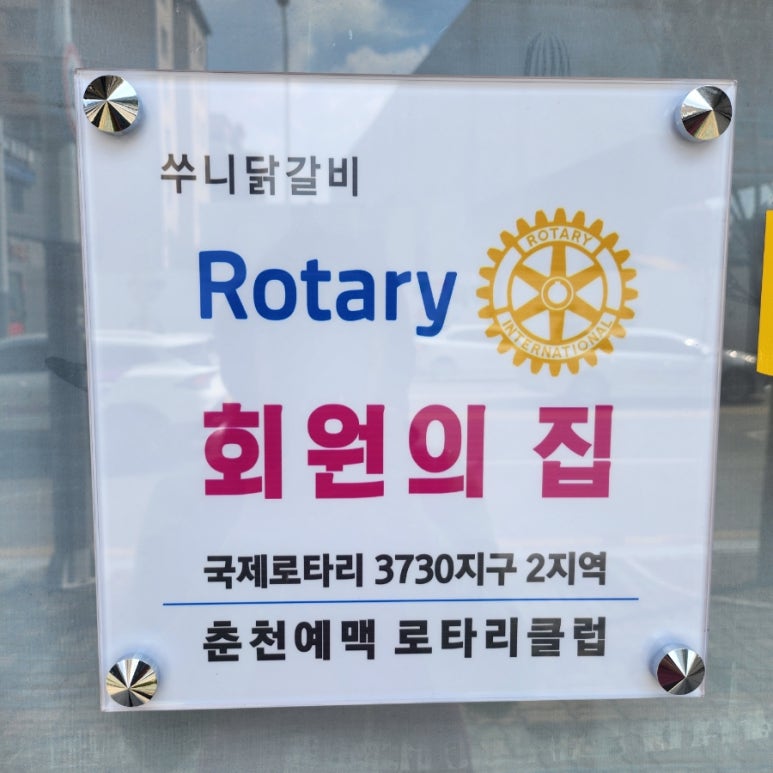 쑤니닭갈비
Rotary
ROTARY
INTERNATIONAL
회원의 집
국제로타리 3730지구 2지역
춘천예맥 로타리클럽